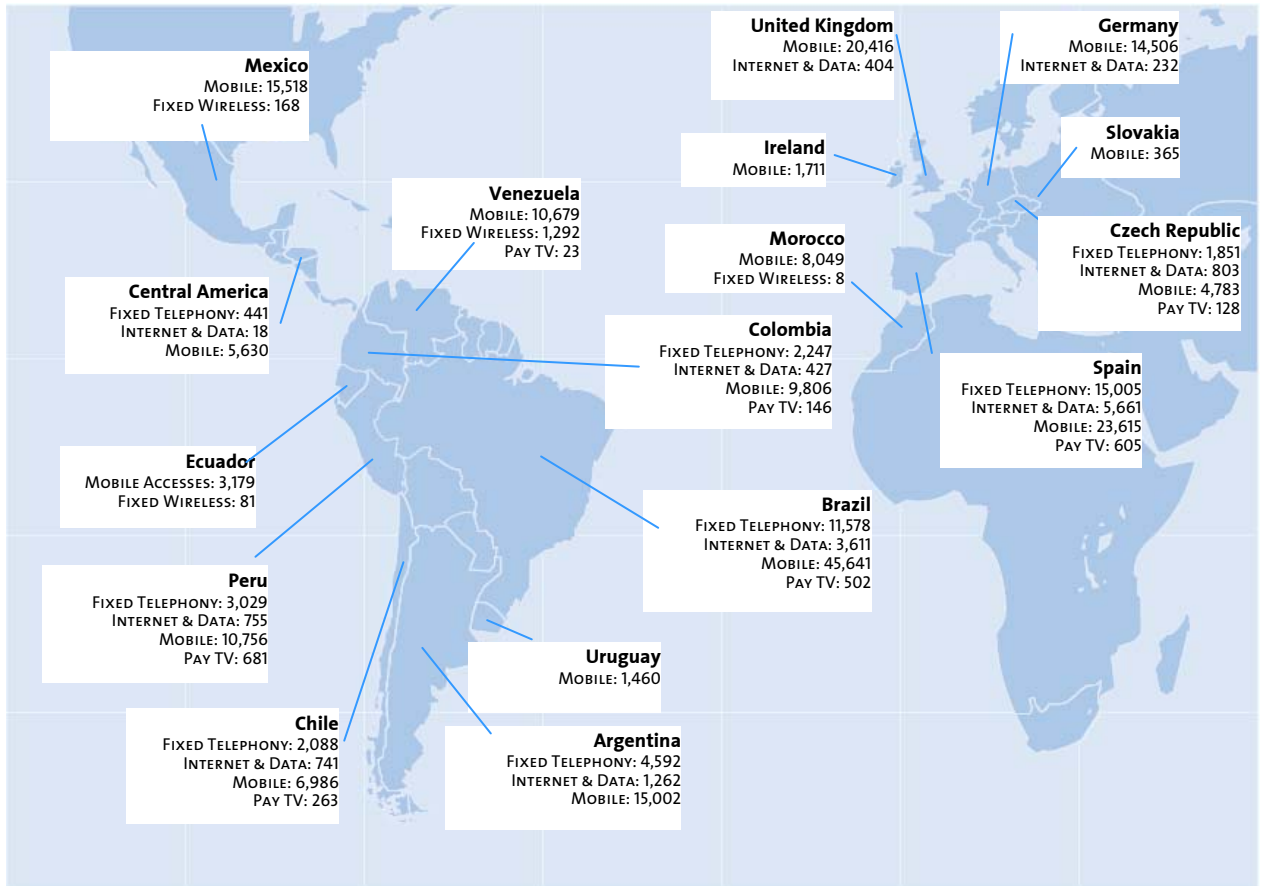 Mexico
Mobile: 15,518
Fixed Wireless: 168
United Kingdom
Mobile: 20,416
Internet & Data: 404
Germany
Mobile: 14,506
Internet & Data: 232
Slovakia
Mobile: 365
Ireland
Mobile: 1,711
Venezuela
Mobile: 10,679
Fixed Wireless: 1,292
Pay TV: 23
Morocco
Mobile: 8,049
Fixed Wireless: 8
Czech Republic
Fixed Telephony: 1,851
Internet & Data: 803
Mobile: 4,783
Pay TV: 128
Central America
Fixed Telephony: 441
Internet & Data: 18
Mobile: 5,630
Colombia
Fixed Telephony: 2,247
Internet & Data: 427
Mobile: 9,806
Pay TV: 146
Spain
Fixed Telephony: 15,005
Internet & Data: 5,661
Mobile: 23,615
Pay TV: 605
Ecuador
Mobile Accesses: 3,179
Fixed Wireless: 81
Brazil
Fixed Telephony: 11,578
Internet & Data: 3,611
Mobile: 45,641
Pay TV: 502
Peru
Fixed Telephony: 3,029
Internet & Data: 755
Mobile: 10,756
Pay TV: 681
Uruguay
Mobile: 1,460
Chile
Fixed Telephony: 2,088
Internet & Data: 741
Mobile: 6,986
Pay TV: 263
Argentina
Fixed Telephony: 4,592
Internet & Data: 1,262
Mobile: 15,002